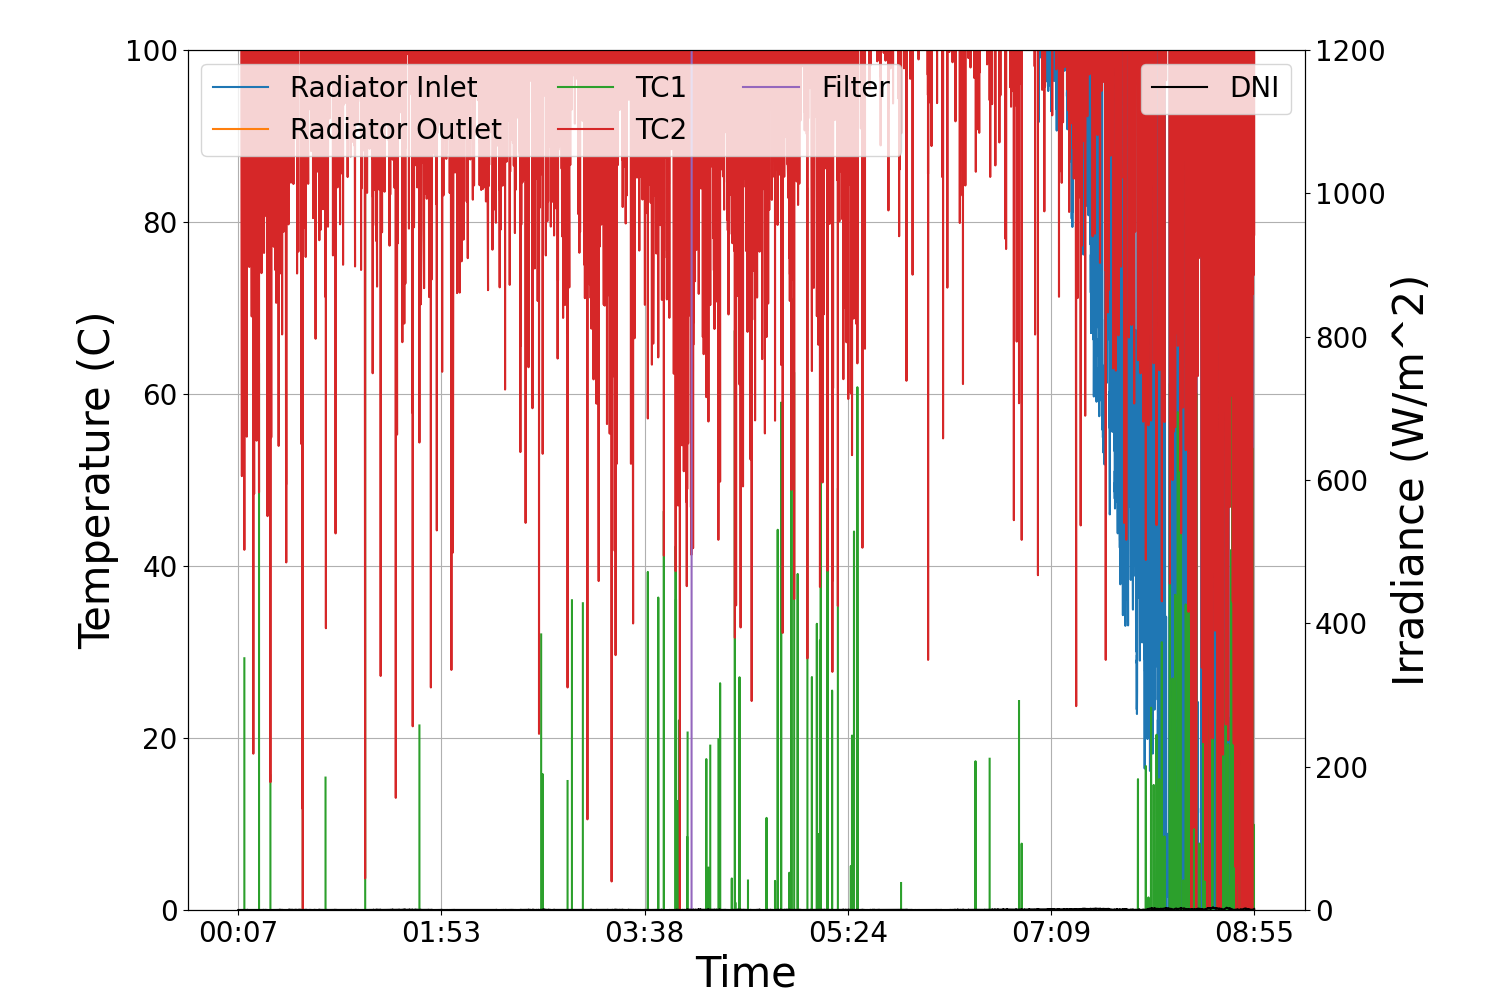 100
80
60
40
20
0
Temperature (C)
Radiator Inlet
Radiator Outlet
TC1
TC2
Filter
DNI
1200
1000
800
600
400
200
0
Irradiance (W/m^2)
00:07 01:53 03:38 05:24 07:09 08:55
Time